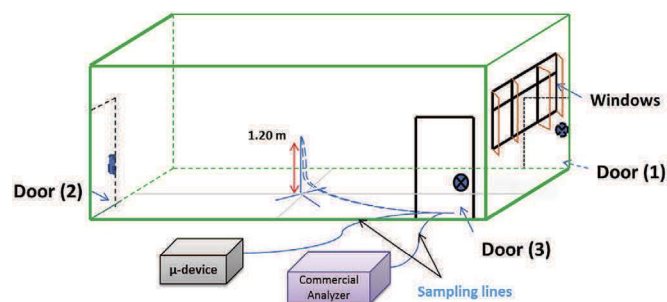 1.20 m
Windows
Door (1)
Door (2)
Door (3)
μ-device
Commercial
Analyzer
Sampling lines